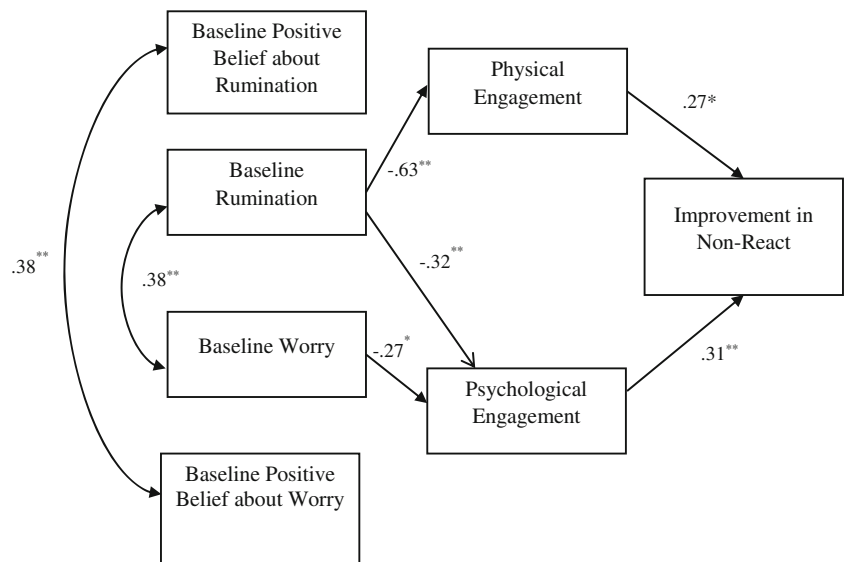 Baseline Positive
Belief about
Rumination
Physical
Engagement
.27*
Baseline
Rumination
-.63**
Improvement in
Non-React
-.32**
.38**
.38**
Baseline Worry
-.27*
.31**
Psychological
Engagement
Baseline Positive
Belief about Worry